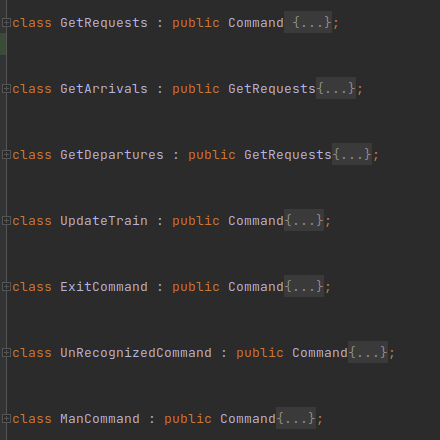 class GetRequests : public Command {...};
class GetArrivals : public GetRequests{...};
class GetDepartures : public GetRequests{...};
class UpdateTrain : public Command{...};
class ExitCommand : public Command{...};
class UnRecognizedCommand : public Command{...};
class ManCommand : public Command{...};